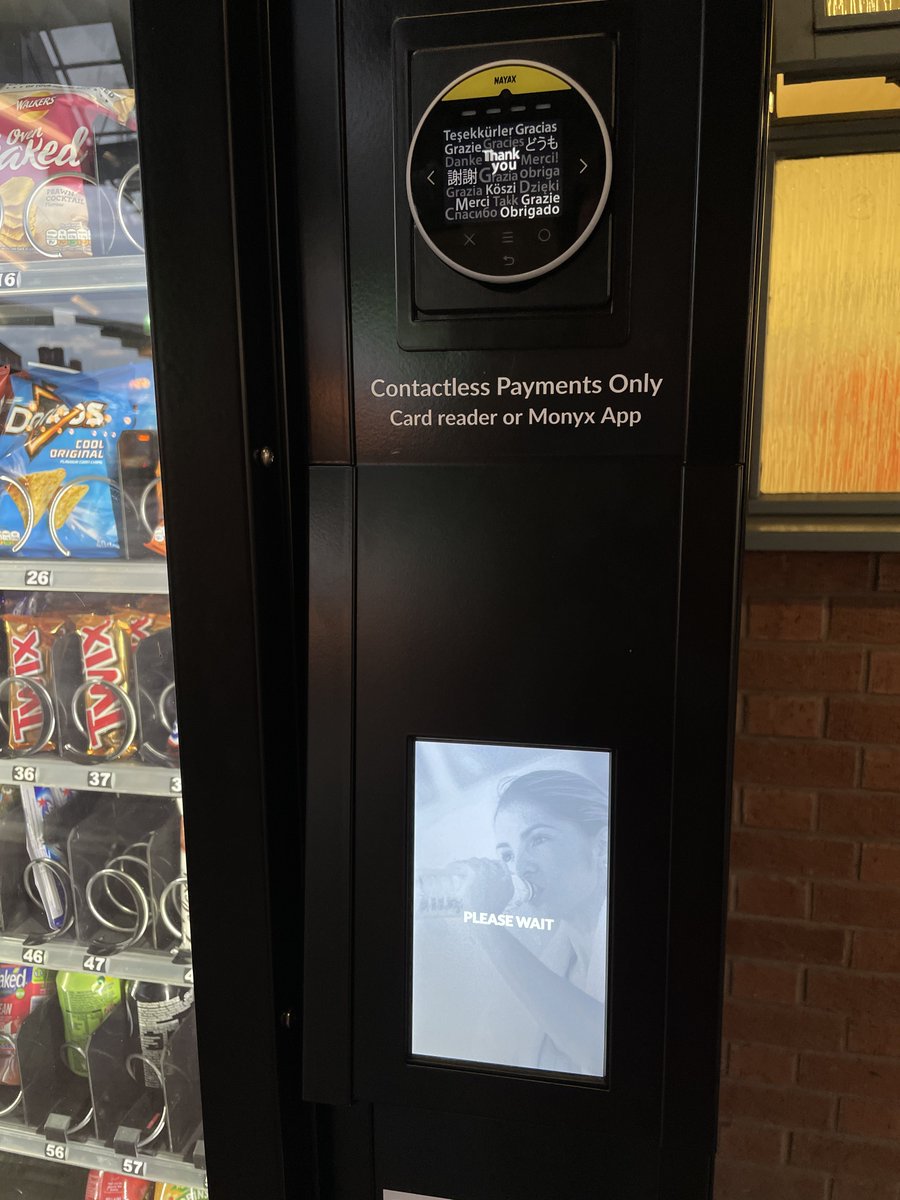 NAYAX
Teşekkürler Gracias
Grazie Gracies どうも
Danke Thank you Merci!
謝謝 Grazia obriga
Grazia Köszi Dzięki
Merci Takk Grazie
Спасибо Obrigado
Contactless Payments Only
Card reader or Monyx App
PLEASE WAIT
WALKERS
Oven
Baked
PRAWN
COCKTAIL
16
Doritos
COOL
ORIGINAL
26
TWIX
TWIX
36 37
46 47
aked
56 57